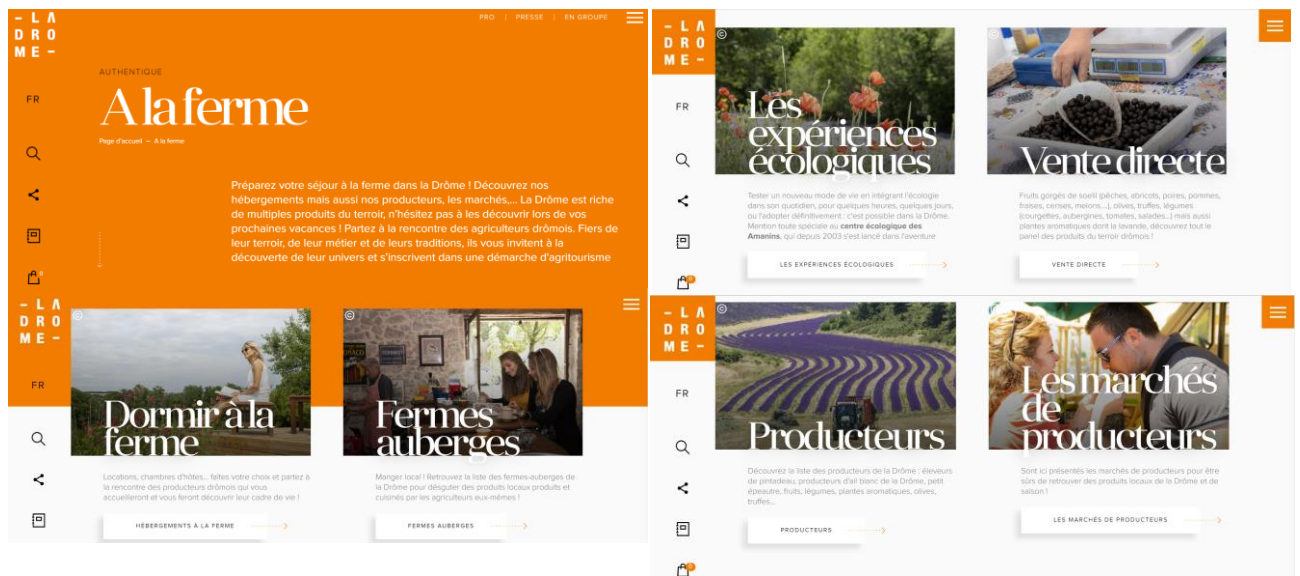 – L A
D R O
M E –
PRO | PRESSE | EN GROUPE
AUTHENTIQUE
A la ferme
Page d'accueil – A la ferme
FR
Préparez votre séjour à la ferme dans la Drôme ! Découvrez nos
hébergements mais aussi nos producteurs, les marchés,... La Drôme est riche
de multiples produits du terroir, n'hésitez pas à les découvrir lors de vos
prochaines vacances ! Partez à la rencontre des agriculteurs drômois. Fiers de
leur terroir, de leur métier et de leurs traditions, ils vous invitent à la
découverte de leur univers et s'inscrivent dans une démarche d'agritourisme
0
– L A
D R O
M E –
FR
©
Dormir à la
ferme
Locations, chambres d'hôtes... faîtes votre choix et partez à
la rencontre des producteurs drômois qui vous
accueilleront et vous feront découvrir leur cadre de vie !
HÉBERGEMENTS À LA FERME
©
Fermes
auberges
Manger local ! Retrouvez la liste des fermes-auberges de
la Drôme pour désguter des produits locaux produits et
cuisinés par les agriculteurs eux-mêmes !
FERMES AUBERGES
– L A
D R O
M E –
FR
©
Les
expériences
écologiques
Tester un nouveau mode de vie en intégrant l'écologie
dans son quotidien, pour quelques heures, quelques jours,
ou l'adopter définitivement : c'est possible dans la Drôme.
Mention toute spéciale au centre écologique des
Amanins, qui depuis 2003 s'est lancé dans l'aventure
LES EXPÉRIENCES ÉCOLOGIQUES
©
Vente directe
Fruits gorgés de soeil (pêches, abricots, poires, pommes,
fraises, cerises, melons...), olives, truffes, légumes
(courgettes, aubergines, tomates, salades...) mais aussi
plantes aromatiques dont la lavande, découvrez tout le
panel des produits du terroir drômois !
VENTE DIRECTE
0
– L A
D R O
M E –
FR
©
Producteurs
Découvrez la liste des producteurs de la Drôme : éleveurs
de pintadeau, producteurs d'ail blanc de la Drôme, petit
épeautre, fruits, légumes, plantes aromatiques, olives,
truffes...
PRODUCTEURS
©
Les marchés
de
producteurs
Sont ici présentés les marchés de producteurs pour être
sûrs de retrouver des produits locaux de la Drôme et de
saison !
LES MARCHÉS DE PRODUCTEURS